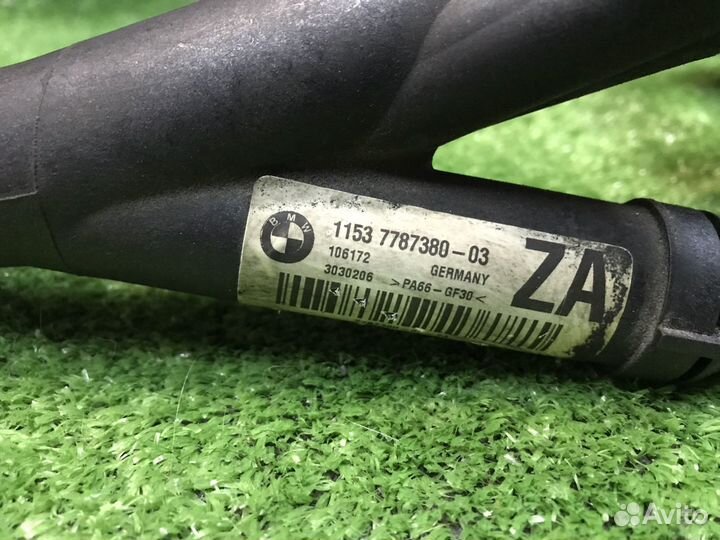 BMW
1153 7787380-03
106172 GERMANY
3030206 >PA66-GF30<
ZA
Avito